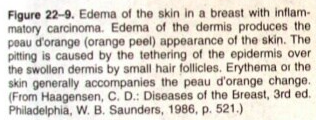 Figure 22–9. Edema of the skin in a breast with inflam-
matory carcinoma. Edema of the dermis produces the
peau d'orange (orange peel) appearance of the skin. The
pitting is caused by the tethering of the epidermis over
the swollen dermis by small hair follicles. Erythema of the
skin generally accompanies the peau d'orange change.
(From Haagensen, C. D.: Diseases of the Breast, 3rd ed.
Philadelphia, W. B. Saunders, 1986, p. 521.)